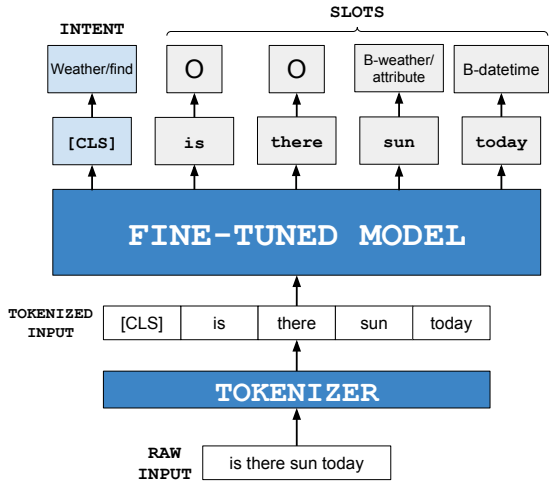 SLOTS
INTENT
Weather/find
O
O
B-weather/
attribute
B-datetime
[CLS]
is
there
sun
today
FINE-TUNED MODEL
TOKENIZED
INPUT
[CLS]
is
there
sun
today
TOKENIZER
RAW
INPUT
is there sun today